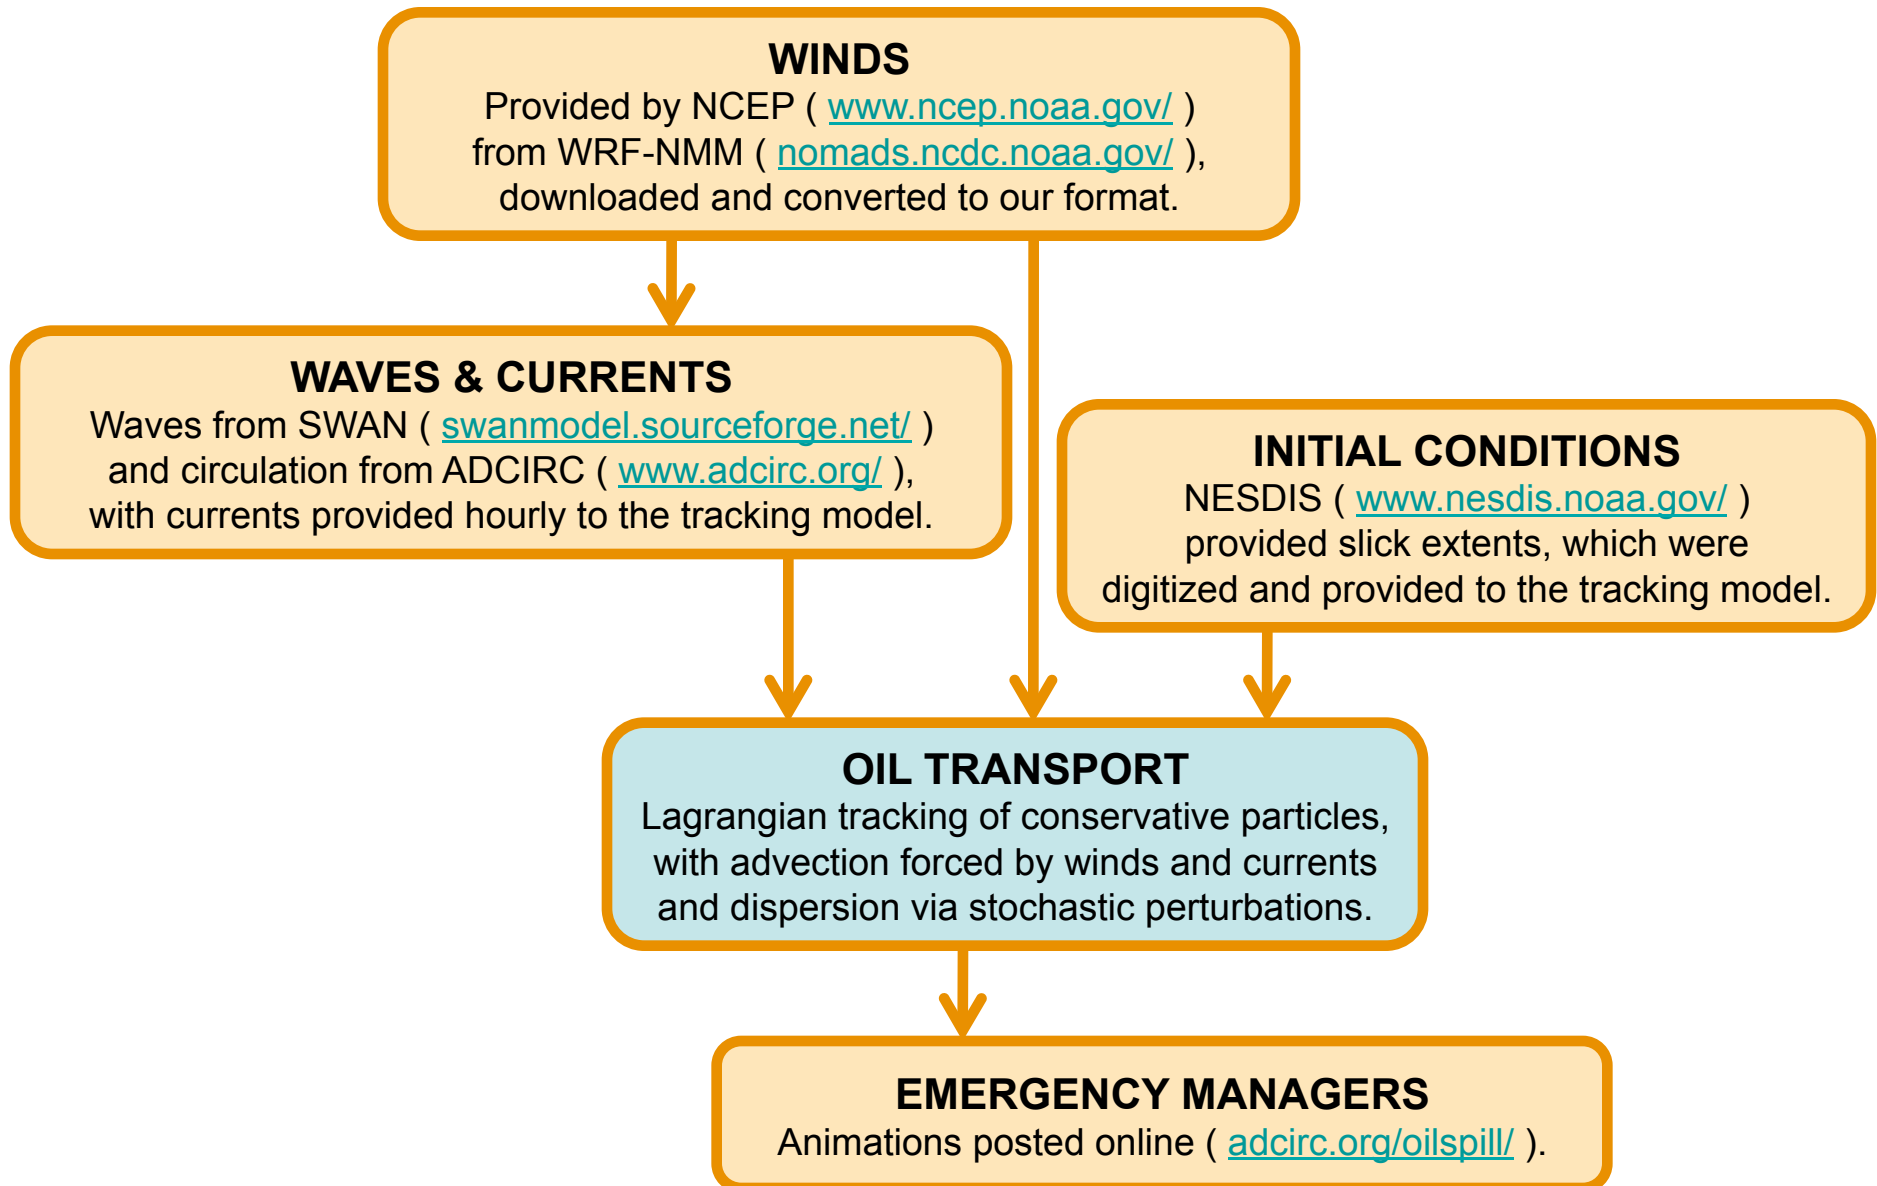 WINDS
Provided by NCEP ( www.ncep.noaa.gov/ )
from WRF-NMM ( nomads.ncdc.noaa.gov/ ),
downloaded and converted to our format.
WAVES & CURRENTS
Waves from SWAN ( swanmodel.sourceforge.net/ )
and circulation from ADCIRC ( www.adcirc.org/ ),
with currents provided hourly to the tracking model.
INITIAL CONDITIONS
NESDIS ( www.nesdis.noaa.gov/ )
provided slick extents, which were
digitized and provided to the tracking model.
OIL TRANSPORT
Lagrangian tracking of conservative particles,
with advection forced by winds and currents
and dispersion via stochastic perturbations.
EMERGENCY MANAGERS
Animations posted online ( adcirc.org/oilspill/ ).